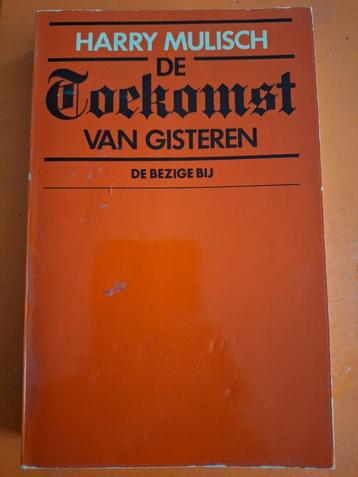 HARRY MULISCH
DE
Toekomst
VAN GISTEREN
DE BEZIGE BIJ